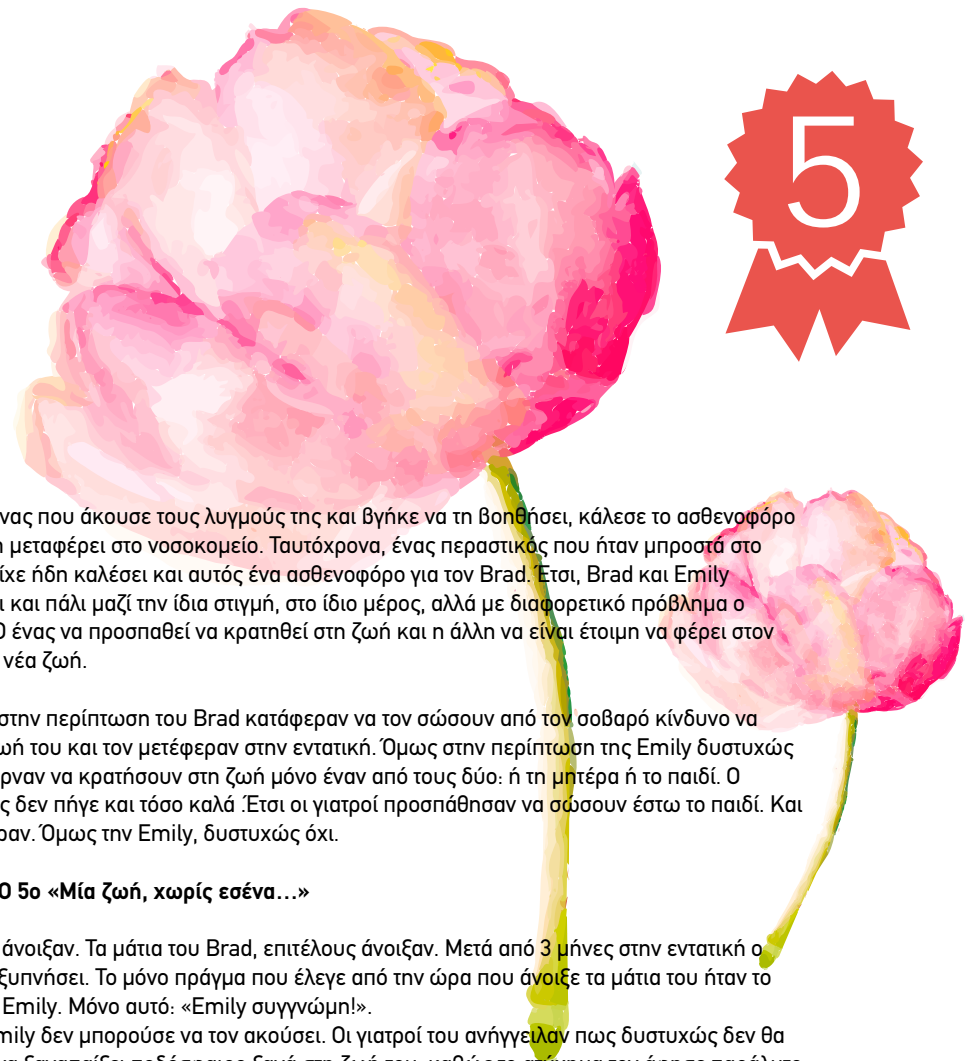 5
νας που άκουσε τους λυγμούς της και βγήκε να τη βοηθήσει, κάλεσε το ασθενοφόρο
μεταφέρει στο νοσοκομείο. Ταυτόχρονα, ένας περαστικός που ήταν μπροστά στο
ίχε ήδη καλέσει και αυτός ένα ασθενοφόρο για τον Brad. Έτσι, Brad και Emily
ι και πάλι μαζί την ίδια στιγμή, στο ίδιο μέρος, αλλά με διαφορετικό πρόβλημα ο
Ο ένας να προσπαθεί να κρατηθεί στη ζωή και η άλλη να είναι έτοιμη να φέρει στον
νέα ζωή.
στην περίπτωση του Brad κατάφεραν να τον σώσουν από τον σοβαρό κίνδυνο να
ωή του και τον μετέφεραν στην εντατική. Όμως στην περίπτωση της Emily δυστυχώς
ρναν να κρατήσουν στη ζωή μόνο έναν από τους δύο: ή τη μητέρα ή το παιδί. Ο
ς δεν πήγε και τόσο καλά .Έτσι οι γιατροί προσπάθησαν να σώσουν έστω το παιδί. Και
ραν. Όμως την Emily, δυστυχώς όχι.
Ο 5ο «Μία ζωή, χωρίς εσένα...»
άνοιξαν. Τα μάτια του Brad, επιτέλους άνοιξαν. Μετά από 3 μήνες στην εντατική ο
ξυπνήσει. Το μόνο πράγμα που έλεγε από την ώρα που άνοιξε τα μάτια του ήταν το
Emily. Μόνο αυτό: «Emily συγγνώμη!».
mily δεν μπορούσε να τον ακούσει. Οι γιατροί του ανήγγειλαν πως δυστυχώς δεν θα